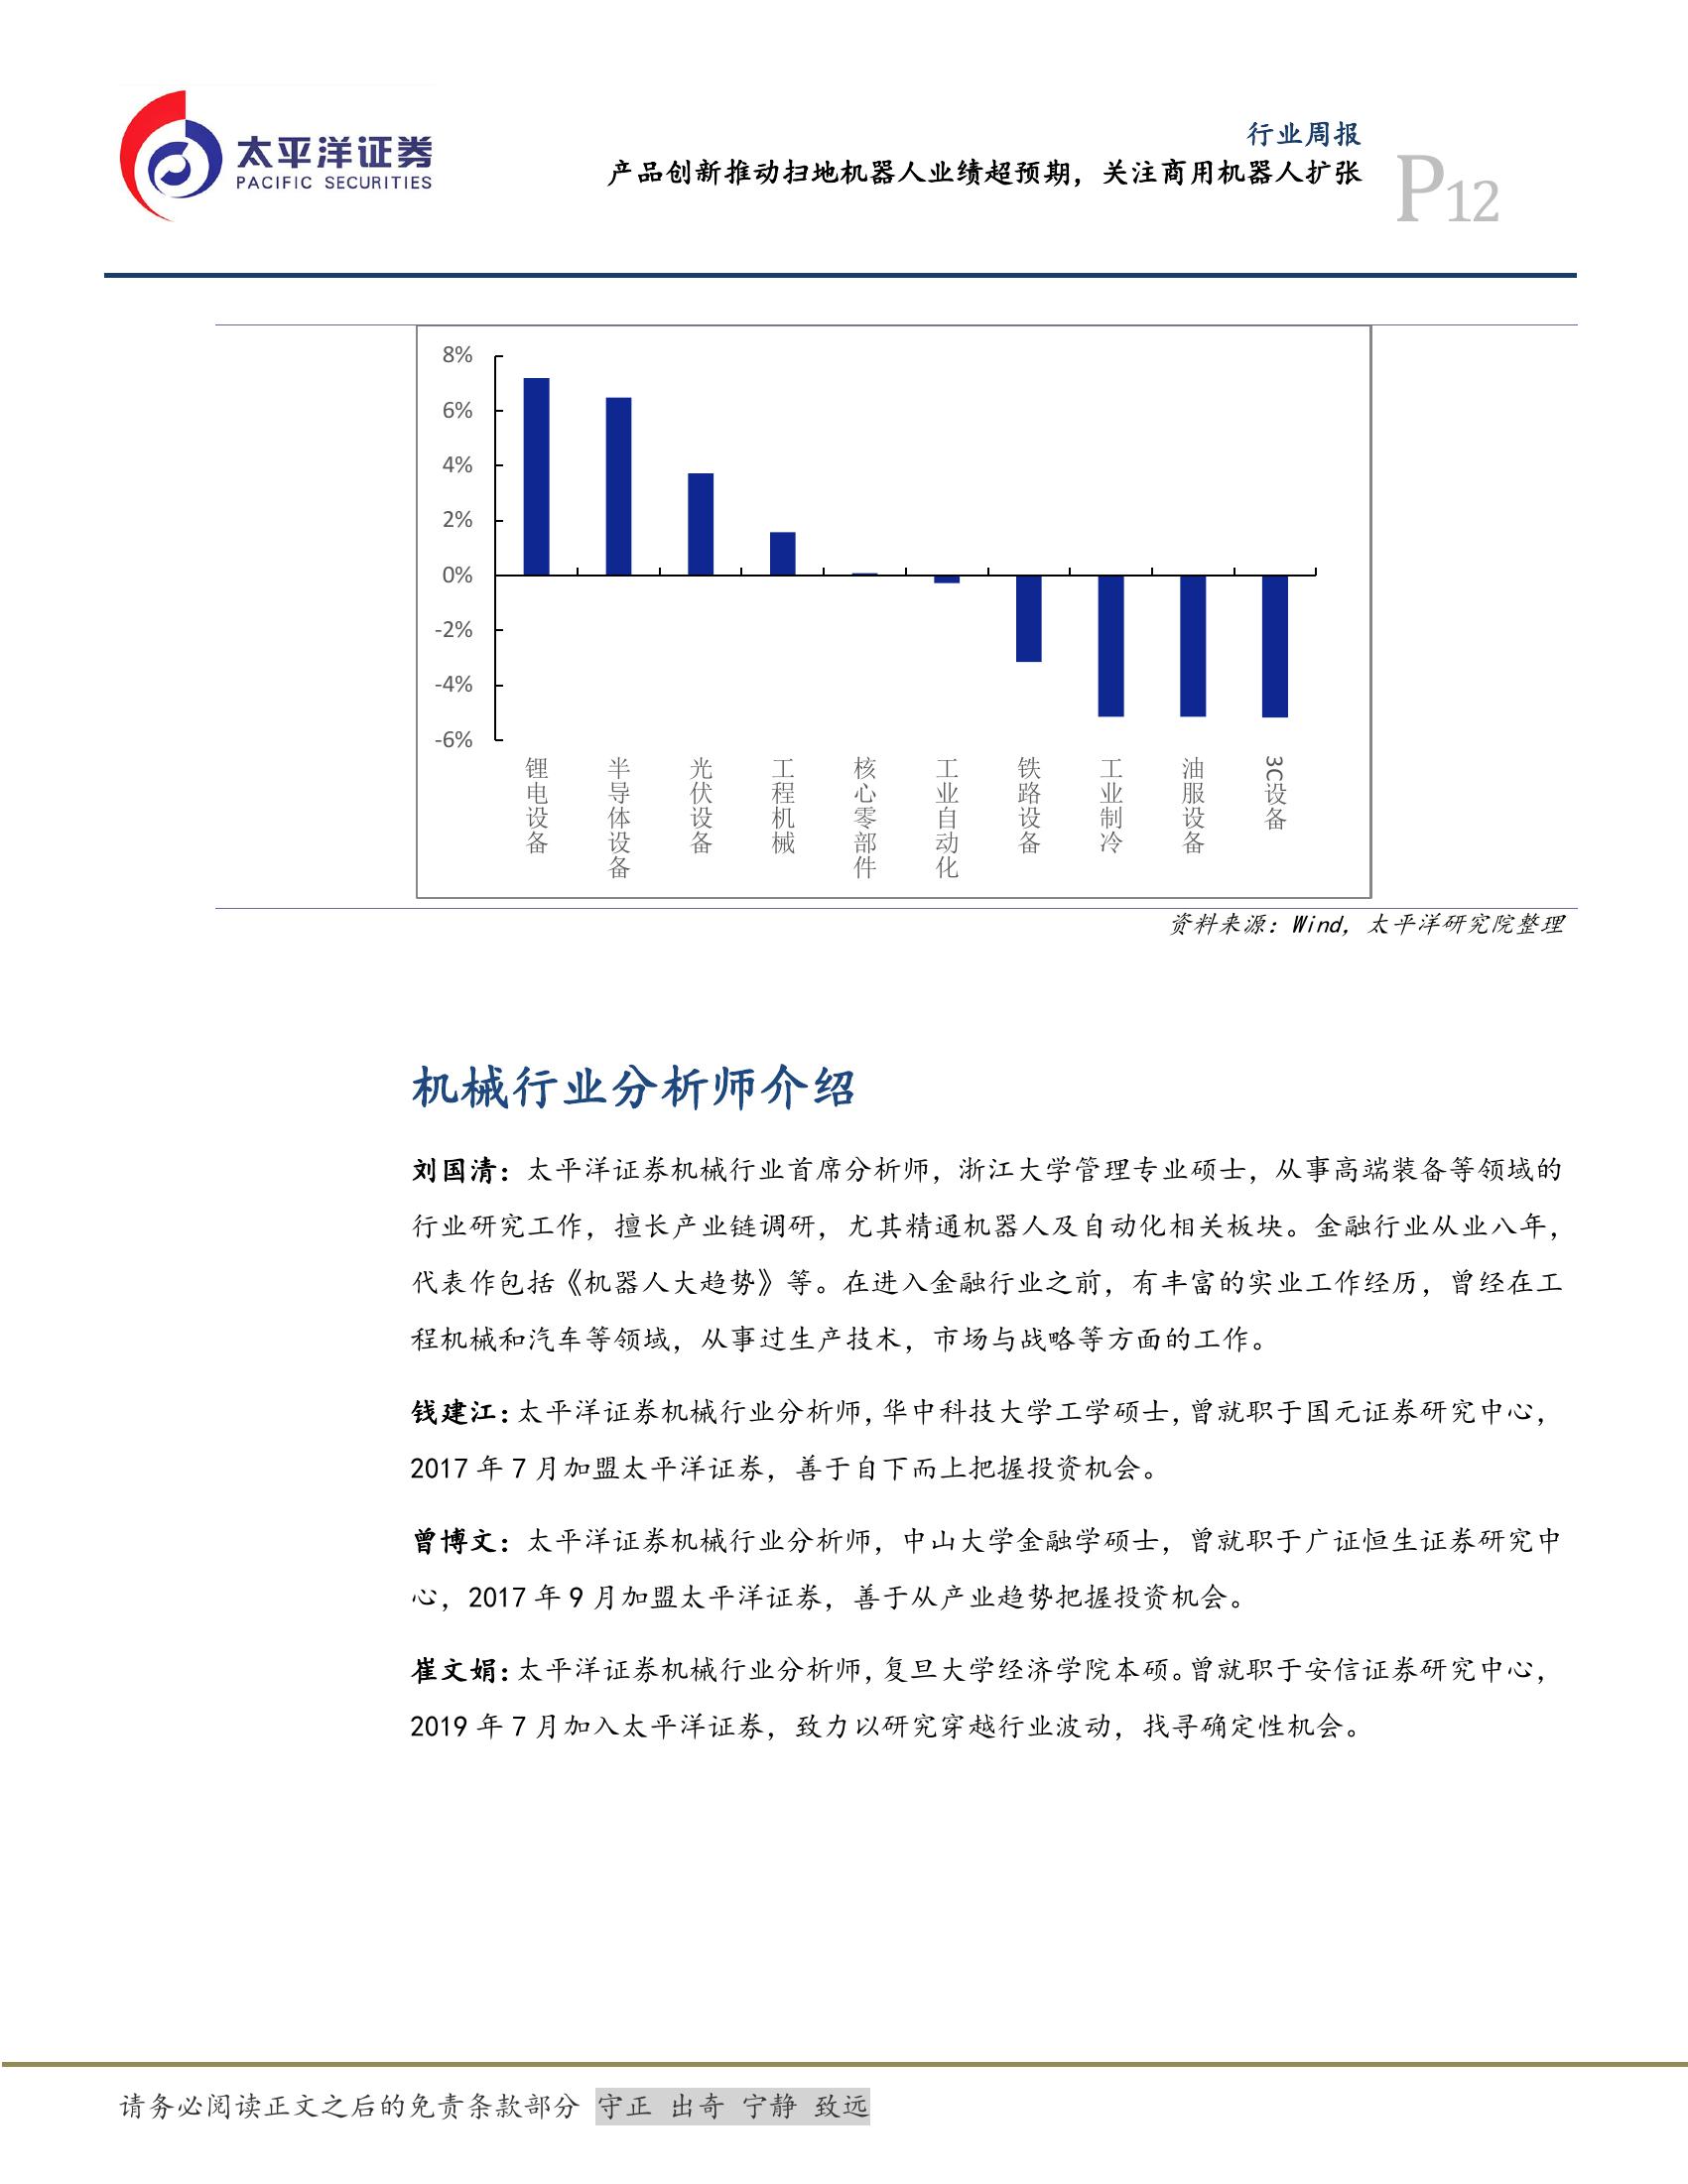 太平洋证券
PACIFIC SECURITIES
行业周报
产品创新推动扫地机器人业绩超预期，关注商用机器人扩张
P12
8%
6%
4%
2%
0%
-2%
-4%
-6%
锂电设备
半导体设备
光伏设备
工程机械
核心零部件
工业自动化
铁路设备
工业制冷
油服设备
3C设备
资料来源：Wind，太平洋研究院整理
机械行业分析师介绍
刘国清：太平洋证券机械行业首席分析师，浙江大学管理专业硕士，从事高端装备等领域的
行业研究工作，擅长产业链调研，尤其精通机器人及自动化相关板块。金融行业从业八年，
代表作包括《机器人大趋势》等。在进入金融行业之前，有丰富的实业工作经历，曾经在工
程机械和汽车等领域，从事过生产技术，市场与战略等方面的工作。
钱建江：太平洋证券机械行业分析师，华中科技大学工学硕士，曾就职于国元证券研究中心，
2017 年 7 月加盟太平洋证券，善于自下而上把握投资机会。
曾博文：太平洋证券机械行业分析师，中山大学金融学硕士，曾就职于广证恒生证券研究中
心，2017 年 9 月加盟太平洋证券，善于从产业趋势把握投资机会。
崔文娟：太平洋证券机械行业分析师，复旦大学经济学院本硕。曾就职于安信证券研究中心，
2019 年 7 月加入太平洋证券，致力以研究穿越行业波动，找寻确定性机会。
请务必阅读正文之后的免责条款部分 守正 出奇 宁静 致远